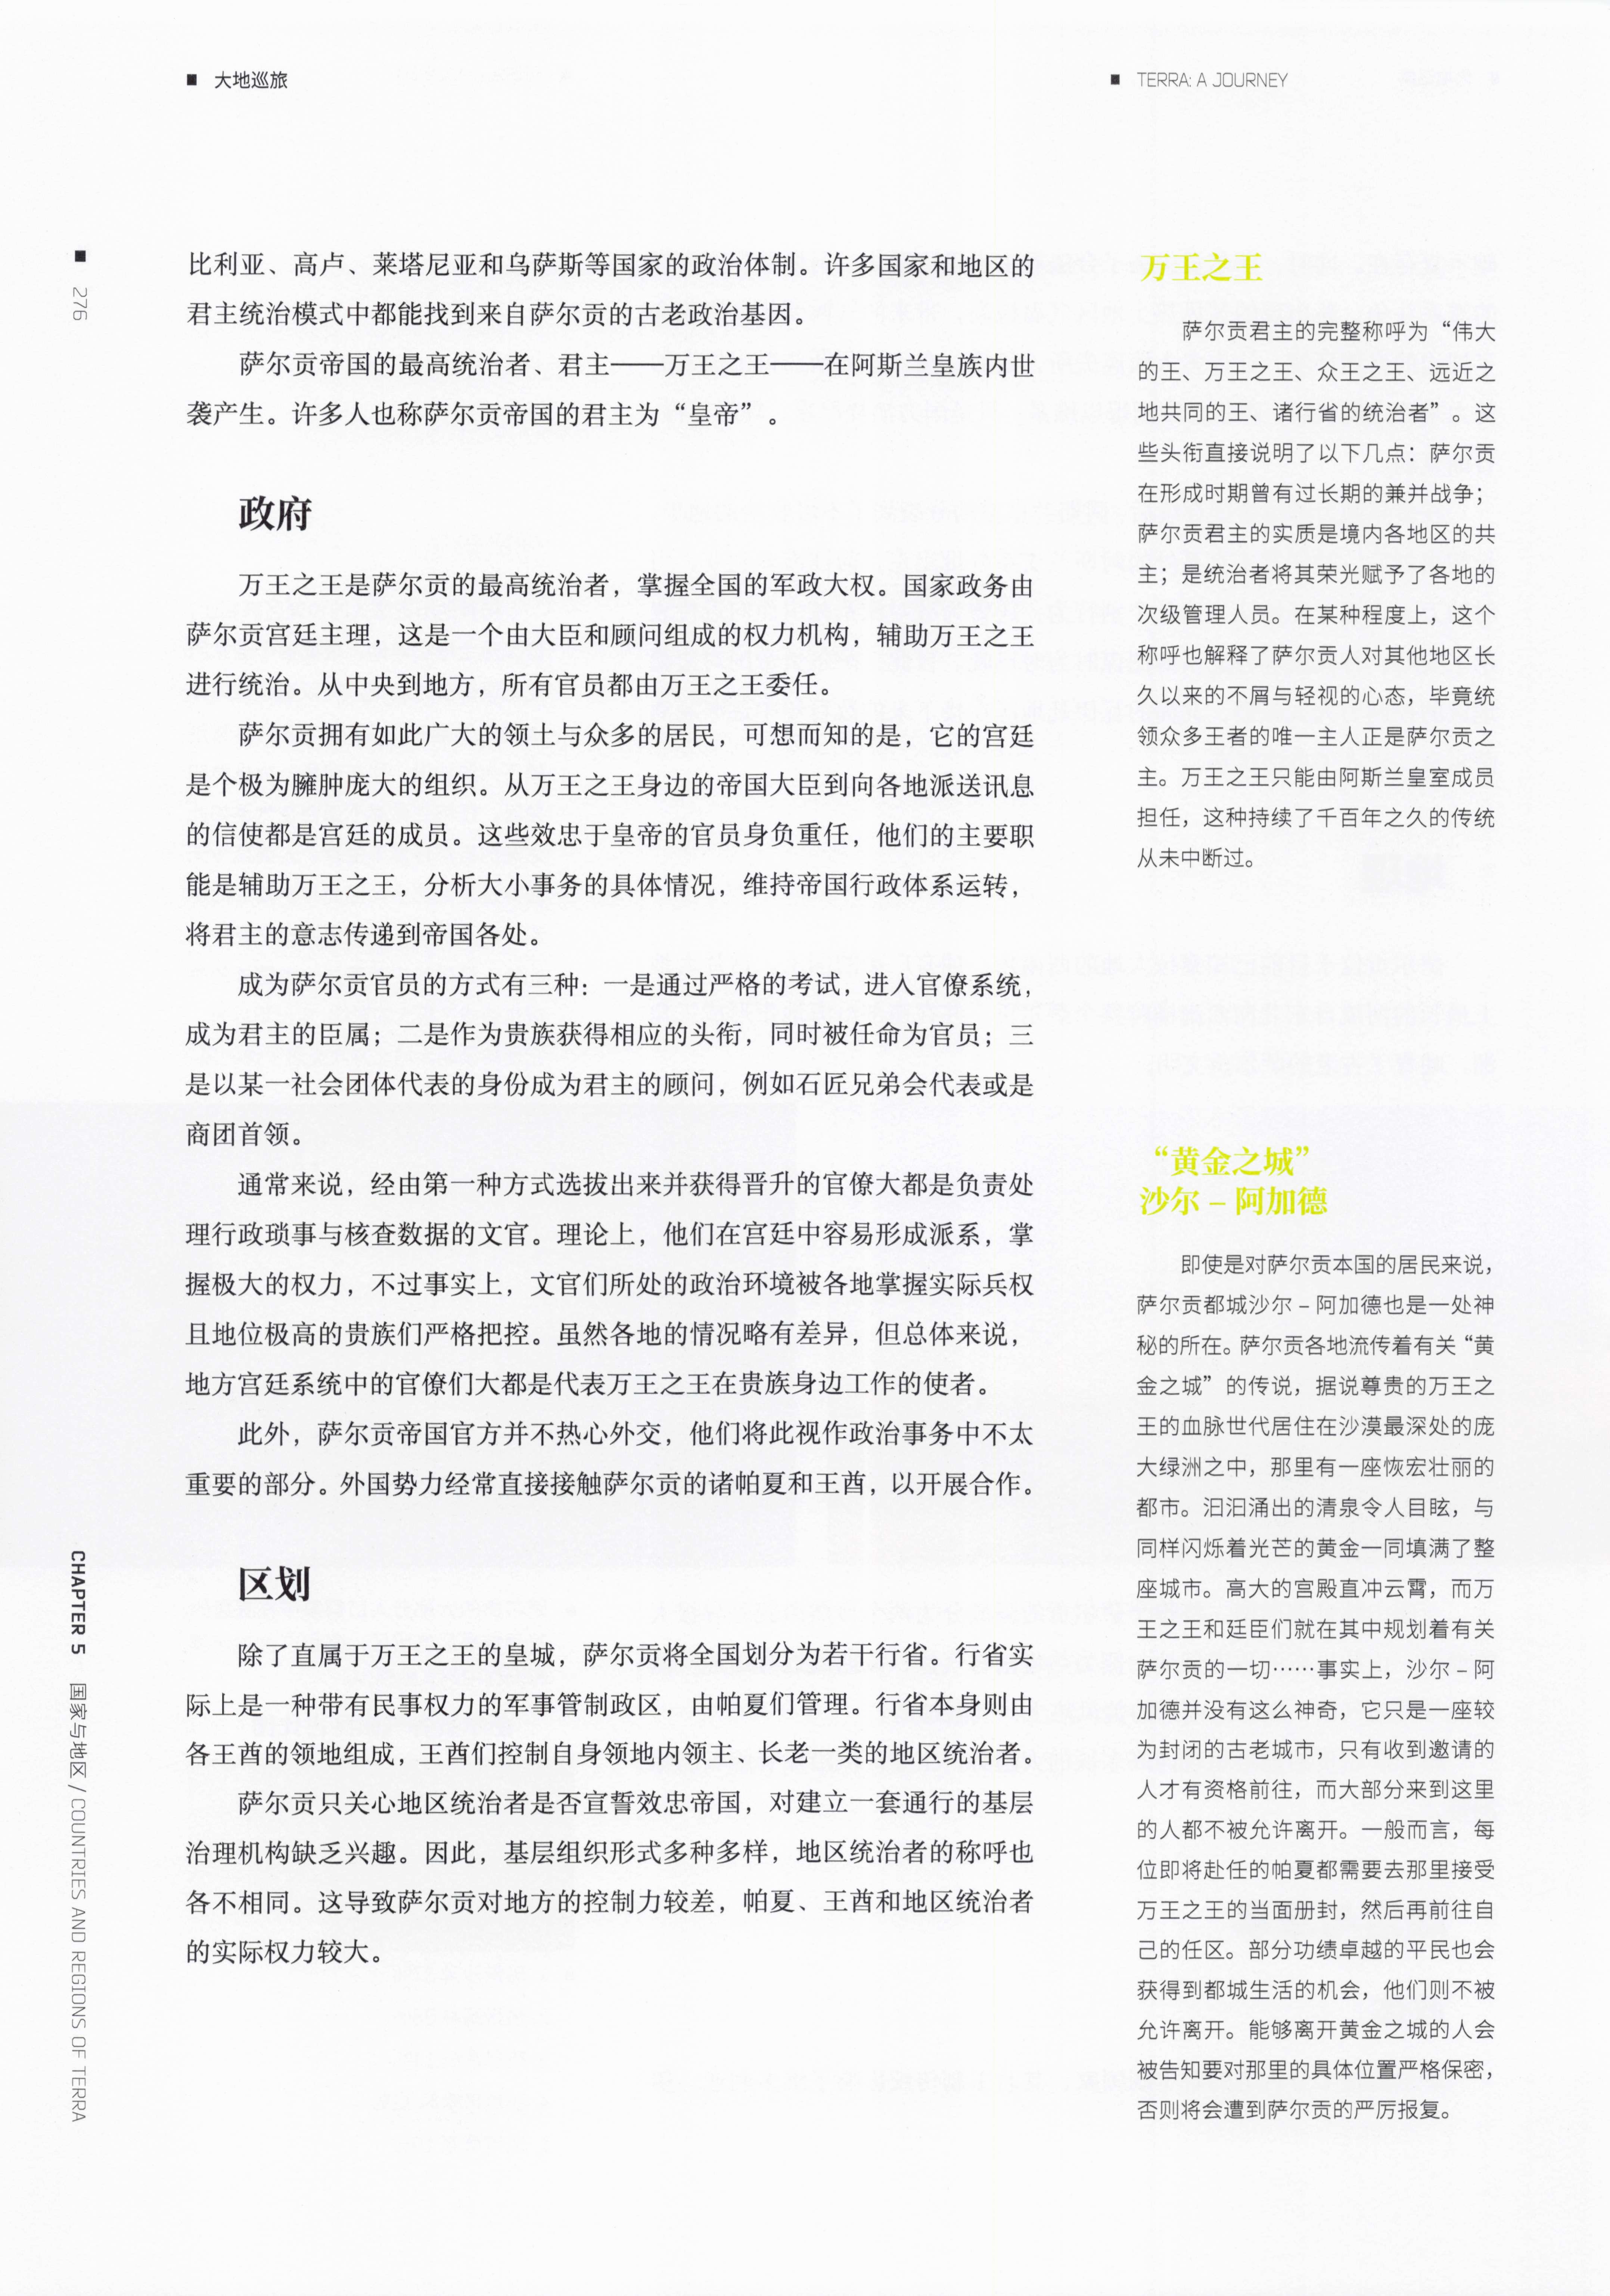 大地巡旅
TERRA: A JOURNEY
276
比利亚、高卢、莱塔尼亚和乌萨斯等国家的政治体制。许多国家和地区的
君主统治模式中都能找到来自萨尔贡的古老政治基因。
萨尔贡帝国的最高统治者、君主——万王之王——在阿斯兰皇族内世
袭产生。许多人也称萨尔贡帝国的君主为“皇帝”。
政府
万王之王是萨尔贡的最高统治者，掌握全国的军政大权。国家政务由
萨尔贡宫廷主理，这是一个由大臣和顾问组成的权力机构，辅助万王之王
进行统治。从中央到地方，所有官员都由万王之王委任。
萨尔贡拥有如此广大的领土与众多的居民，可想而知的是，它的宫廷
是个极为臃肿庞大的组织。从万王之王身边的帝国大臣到向各地派送讯息
的信使都是宫廷的成员。这些效忠于皇帝的官员身负重任，他们的主要职
能是辅助万王之王，分析大小事务的具体情况，维持帝国行政体系运转，
将君主的意志传递到帝国各处。
成为萨尔贡官员的方式有三种：一是通过严格的考试，进入官僚系统，
成为君主的臣属；二是作为贵族获得相应的头衔，同时被任命为官员；三
是以某一社会团体代表的身份成为君主的顾问，例如石匠兄弟会代表或是
商团首领。
通常来说，经由第一种方式选拔出来并获得晋升的官僚大都是负责处
理行政琐事与核查数据的文官。理论上，他们在宫廷中容易形成派系，掌
握极大的权力，不过事实上，文官们所处的政治环境被各地掌握实际兵权
且地位极高的贵族们严格把控。虽然各地的情况略有差异，但总体来说，
地方宫廷系统中的官僚们大都是代表万王之王在贵族身边工作的使者。
此外，萨尔贡帝国官方并不热心外交，他们将此视作政治事务中不太
重要的部分。外国势力经常直接接触萨尔贡的诸帕夏和王酋，以开展合作。
区划
除了直属于万王之王的皇城，萨尔贡将全国划分为若干行省。行省实
际上是一种带有民事权力的军事管制政区，由帕夏们管理。行省本身则由
各王酋的领地组成，王酋们控制自身领地内领主、长老一类的地区统治者。
萨尔贡只关心地区统治者是否宣誓效忠帝国，对建立一套通行的基层
治理机构缺乏兴趣。因此，基层组织形式多种多样，地区统治者的称呼也
各不相同。这导致萨尔贡对地方的控制力较差，帕夏、王酋和地区统治者
的实际权力较大。
万王之王
萨尔贡君主的完整称呼为“伟大
的王、万王之王、众王之王、远近之
地共同的王、诸行省的统治者”。这
些头衔直接说明了以下几点：萨尔贡
在形成时期曾有过长期的兼并战争；
萨尔贡君主的实质是境内各地区的共
主；是统治者将其荣光赋予了各地的
次级管理人员。在某种程度上，这个
称呼也解释了萨尔贡人对其他地区长
久以来的不屑与轻视的心态，毕竟统
领众多王者的唯一主人正是萨尔贡之
主。万王之王只能由阿斯兰皇室成员
担任，这种持续了千百年之久的传统
从未中断过。
“黄金之城”
沙尔–阿加德
即使是对萨尔贡本国的居民来说，
萨尔贡都城沙尔–阿加德也是一处神
秘的所在。萨尔贡各地流传着有关“黄
金之城”的传说，据说尊贵的万王之
王的血脉世代居住在沙漠最深处的庞
大绿洲之中，那里有一座恢宏壮丽的
都市。汩汩涌出的清泉令人目眩，与
同样闪烁着光芒的黄金一同填满了整
座城市。高大的宫殿直冲云霄，而万
王之王和廷臣们就在其中规划着有关
萨尔贡的一切……事实上，沙尔–阿
加德并没有这么神奇，它只是一座较
为封闭的古老城市，只有收到邀请的
人才有资格前往，而大部分来到这里
的人都不被允许离开。一般而言，每
位即将赴任的帕夏都需要去那里接受
万王之王的当面册封，然后再前往自
己的任区。部分功绩卓越的平民也会
获得到都城生活的机会，他们则不被
允许离开。能够离开黄金之城的人会
被告知要对那里的具体位置严格保密，
否则将会遭到萨尔贡的严厉报复。
CHAPTER 5 国家与地区 / COUNTRIES AND REGIONS OF TERRA